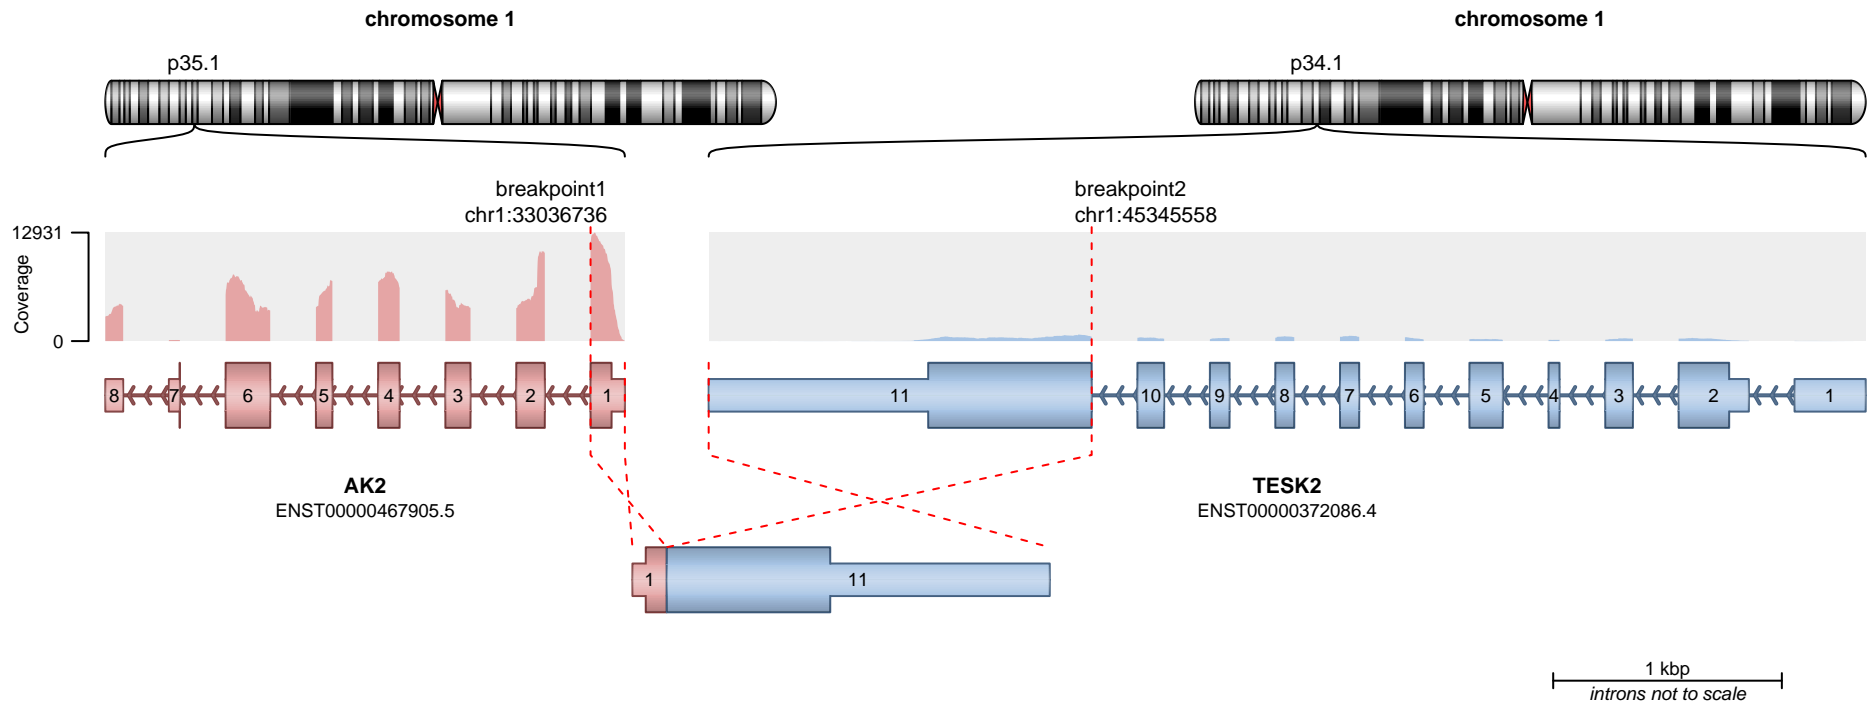 chromosome 1
chromosome 1
p35.1
p34.1
breakpoint1
chr1:33036736
breakpoint2
chr1:45345558
12931
Coverage
0
8 7 6 5 4 3 2 1
11 10 9 8 7 6 5 4 3 2 1
AK2
ENST00000467905.5
TESK2
ENST00000372086.4
1 11
1 kbp
introns not to scale